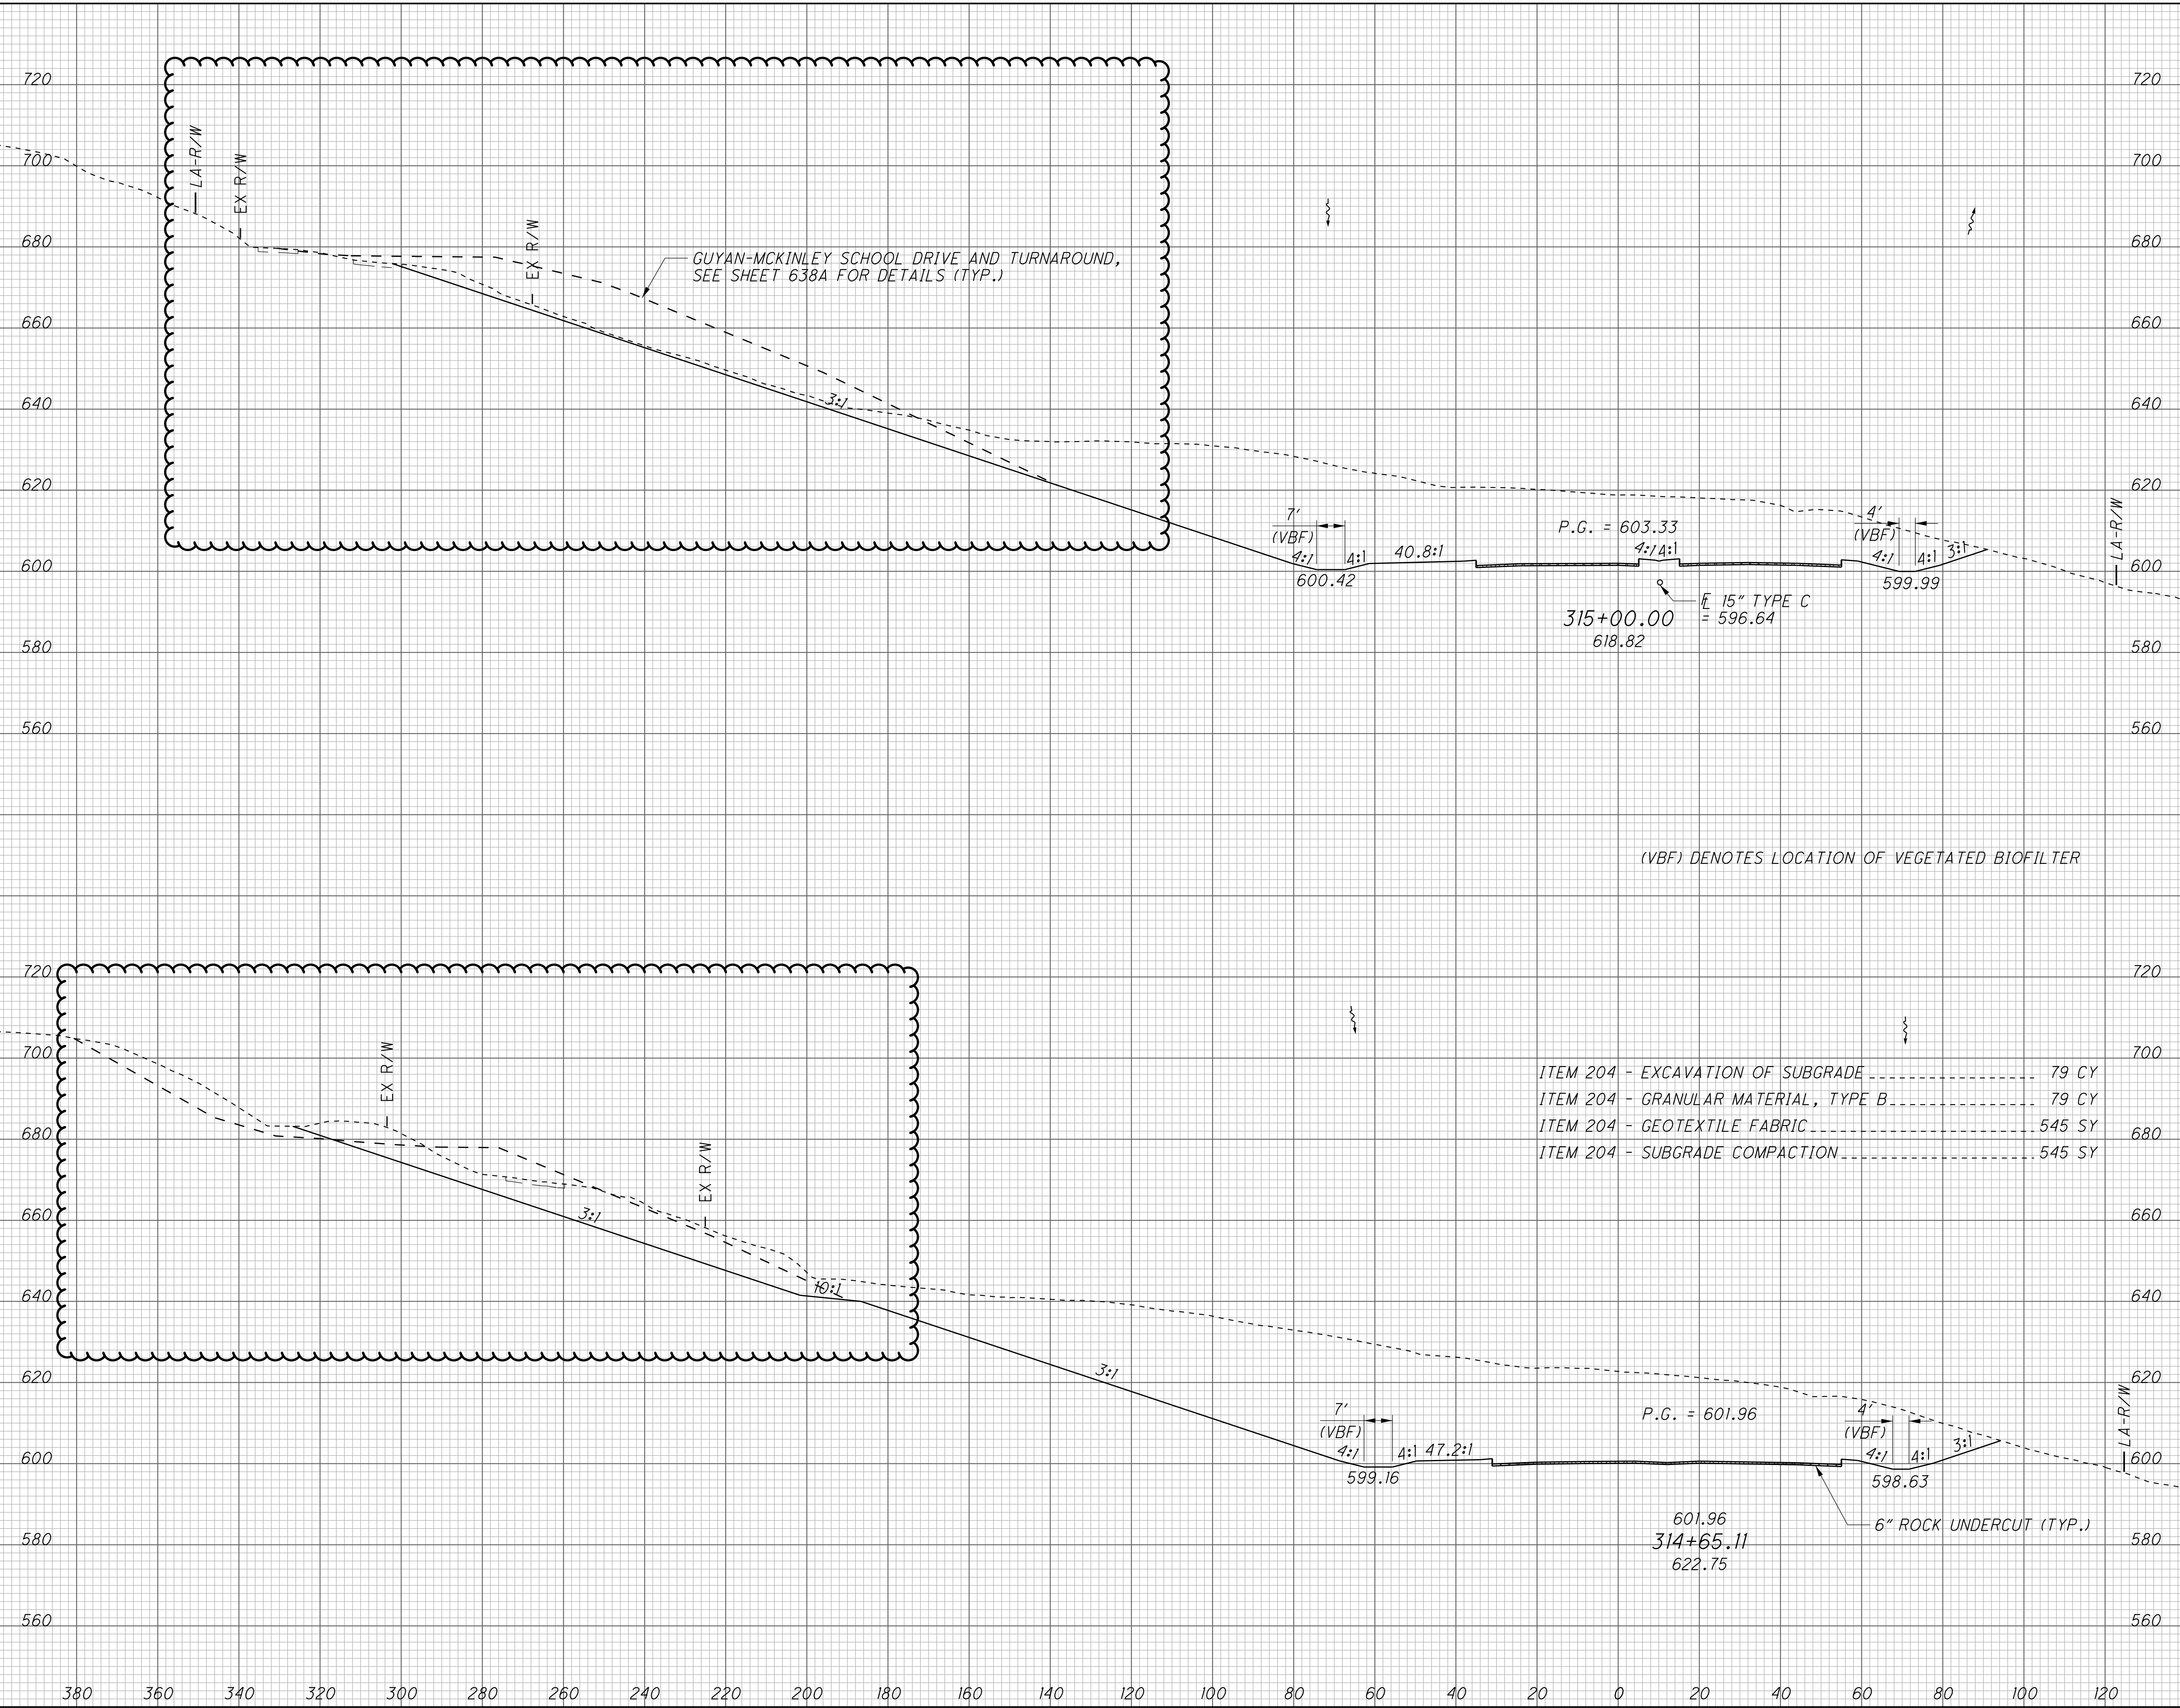 720 720
LA-R/W
EX R/W
700 700
EX R/W
680 680
GUYAN-MCKINLEY SCHOOL DRIVE AND TURNAROUND,
SEE SHEET 638A FOR DETAILS (TYP.)
660 660
640 640
3:1
620 620
LA-R/W
7' P.G. = 603.33 4'
(VBF) (VBF)
4:1 4:1 40.8:1 4:1 4:1 4:1 4:1 3:1
600 600
600.42 599.99
℄ 15" TYPE C
= 596.64
315+00.00
618.82
580 580
560 560
(VBF) DENOTES LOCATION OF VEGETATED BIOFILTER
720 720
700 700
EX R/W
ITEM 204 - EXCAVATION OF SUBGRADE 79 CY
ITEM 204 - GRANULAR MATERIAL, TYPE B 79 CY
ITEM 204 - GEOTEXTILE FABRIC 545 SY
ITEM 204 - SUBGRADE COMPACTION 545 SY
680 680
EX R/W
660 660
3:1
640 640
10:1
620 620
3:1
LA-R/W
7' P.G. = 601.96 4'
(VBF) (VBF)
4:1 4:1 47.2:1 4:1 4:1 3:1
600 600
599.16 598.63
601.96
6" ROCK UNDERCUT (TYP.)
314+65.11
580 580
622.75
560 560
380 360 340 320 300 280 260 240 220 200 180 160 140 120 100 80 60 40 20 0 20 40 60 80 100 120